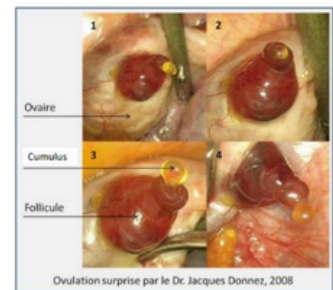 1
2
Ovaire
Cumulus
3
4
Follicule
Ovulation surprise par le Dr. Jacques Donnez, 2008